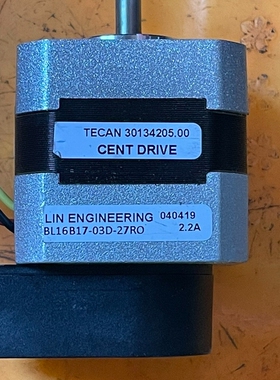 TECAN 30134205.00
CENT DRIVE
LIN ENGINEERING 040419
BL16B17-03D-27RO 2.2A